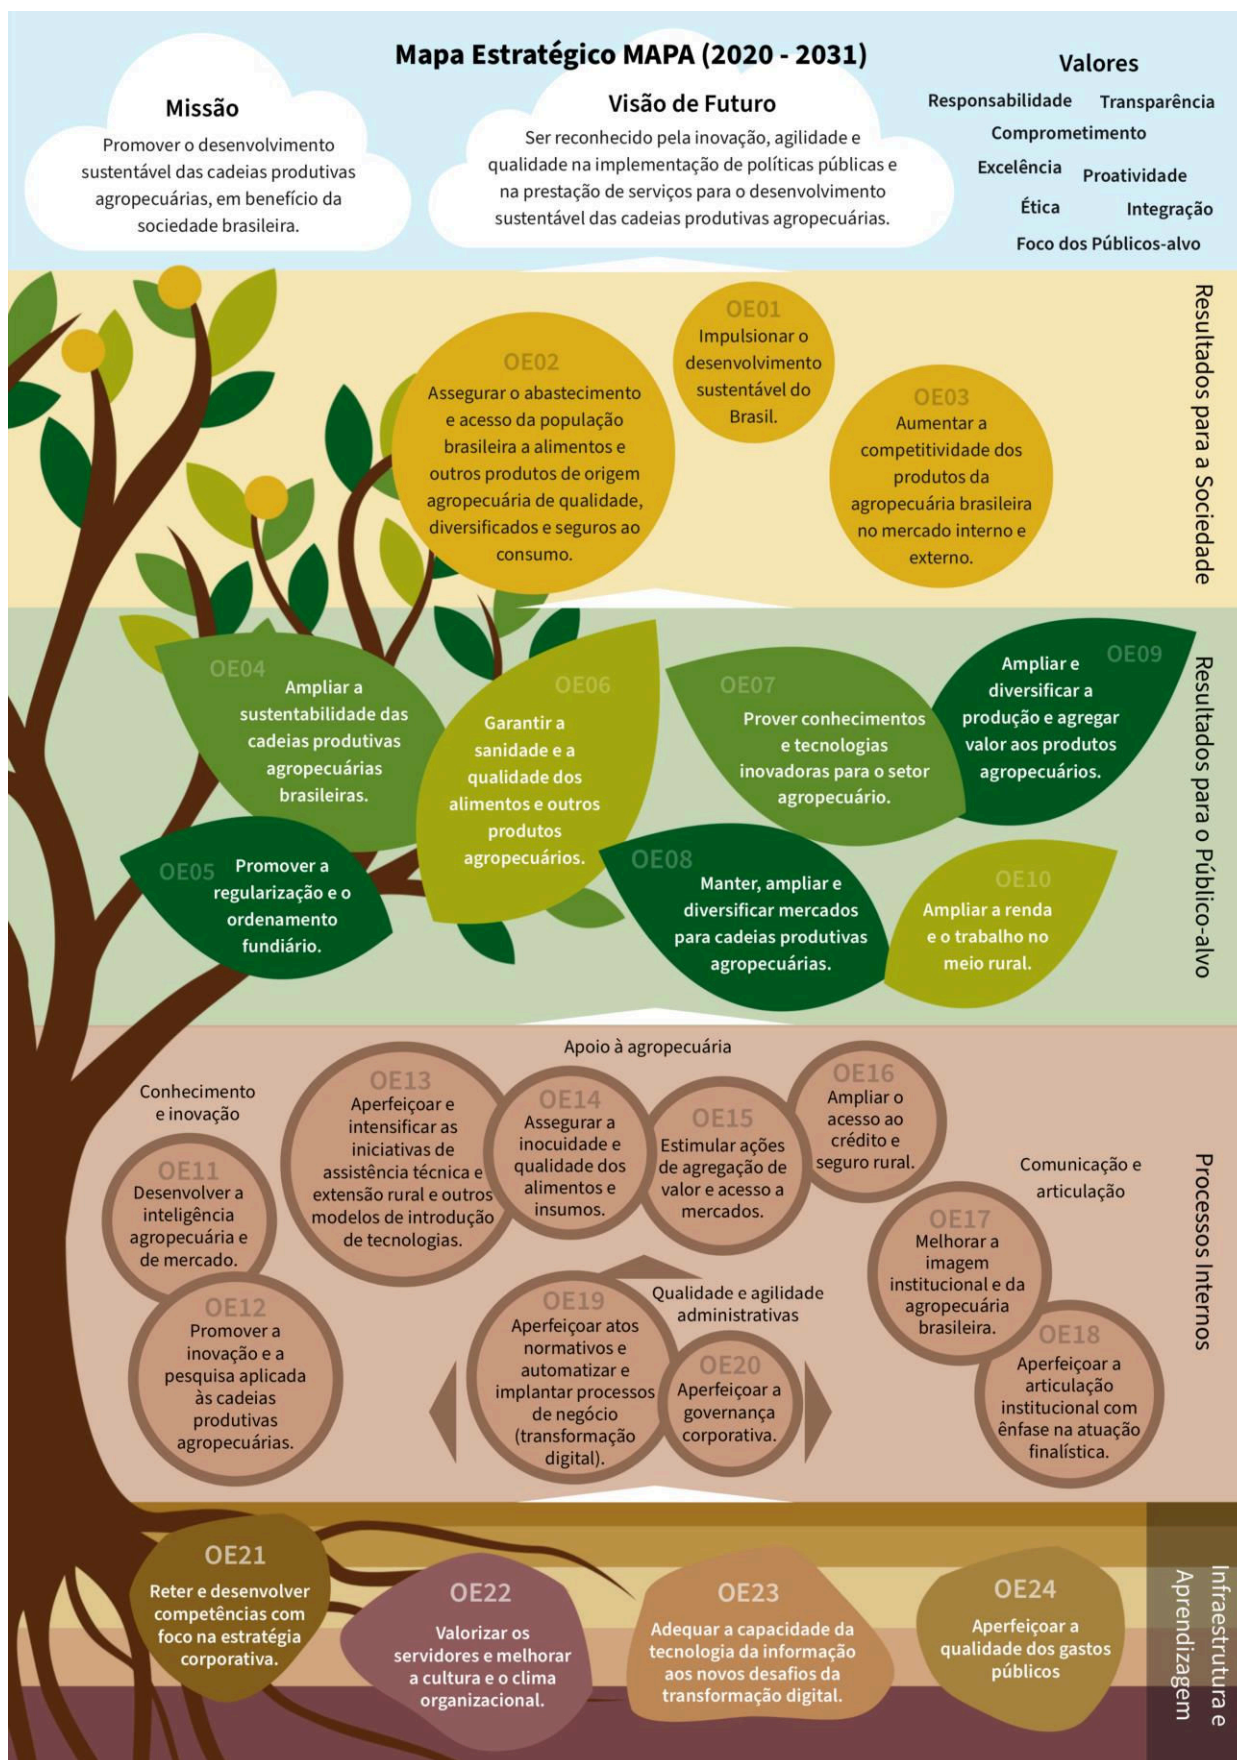 Mapa Estratégico MAPA (2020 - 2031)
Missão
Promover o desenvolvimento
sustentável das cadeias produtivas
agropecuárias, em benefício da
sociedade brasileira.
Visão de Futuro
Ser reconhecido pela inovação, agilidade e
qualidade na implementação de políticas públicas e
na prestação de serviços para o desenvolvimento
sustentável das cadeias produtivas agropecuárias.
Valores
Responsabilidade Transparência
Comprometimento
Excelência Proatividade
Ética Integração
Foco dos Públicos-alvo
Resultados para a Sociedade
OE01
Impulsionar o
desenvolvimento
sustentável do
Brasil.
OE02
Assegurar o abastecimento
e acesso da população
brasileira a alimentos e
outros produtos de origem
agropecuária de qualidade,
diversificados e seguros ao
consumo.
OE03
Aumentar a
competitividade dos
produtos da
agropecuária brasileira
no mercado interno e
externo.
Resultados para o Público-alvo
OE04
Ampliar a
sustentabilidade das
cadeias produtivas
agropecuárias
brasileiras.
OE05
Promover a
regularização e o
ordenamento
fundiário.
OE06
Garantir a
sanidade e a
qualidade dos
alimentos e outros
produtos
agropecuários.
OE07
Prover conhecimentos
e tecnologias
inovadoras para o setor
agropecuário.
OE08
Manter, ampliar e
diversificar mercados
para cadeias produtivas
agropecuárias.
OE09
Ampliar e
diversificar a
produção e agregar
valor aos produtos
agropecuários.
OE10
Ampliar a renda
e o trabalho no
meio rural.
Processos Internos
Conhecimento
e inovação
OE11
Desenvolver a
inteligência
agropecuária e
de mercado.
OE12
Promover a
inovação e a
pesquisa aplicada
às cadeias
produtivas
agropecuárias.
Apoio à agropecuária
OE13
Aperfeiçoar e
intensificar as
iniciativas de
assistência técnica e
extensão rural e outros
modelos de introdução
de tecnologias.
OE14
Assegurar a
inocuidade e
qualidade dos
alimentos e
insumos.
OE15
Estimular ações
de agregação de
valor e acesso a
mercados.
OE16
Ampliar o
acesso ao
crédito e
seguro rural.
Comunicação e
articulação
OE17
Melhorar a
imagem
institucional e da
agropecuária
brasileira.
OE18
Aperfeiçoar a
articulação
institucional com
ênfase na atuação
finalística.
Qualidade e agilidade
administrativas
OE19
Aperfeiçoar atos
normativos e
automatizar e
implantar processos
de negócio
(transformação
digital).
OE20
Aperfeiçoar a
governança
corporativa.
Infraestrutura e
Aprendizagem
OE21
Reter e desenvolver
competências com
foco na estratégia
corporativa.
OE22
Valorizar os
servidores e melhorar
a cultura e o clima
organizacional.
OE23
Adequar a capacidade da
tecnologia da informação
aos novos desafios da
transformação digital.
OE24
Aperfeiçoar a
qualidade dos gastos
públicos